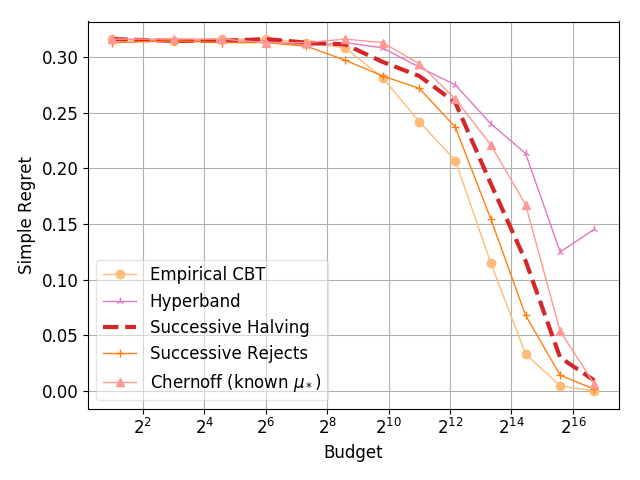 0.30
0.25
0.20
0.15
0.10
0.05
0.00
Simple Regret
Empirical CBT
Hyperband
Successive Halving
Successive Rejects
Chernoff (known μ*)
2^2 2^4 2^6 2^8 2^10 2^12 2^14 2^16
Budget